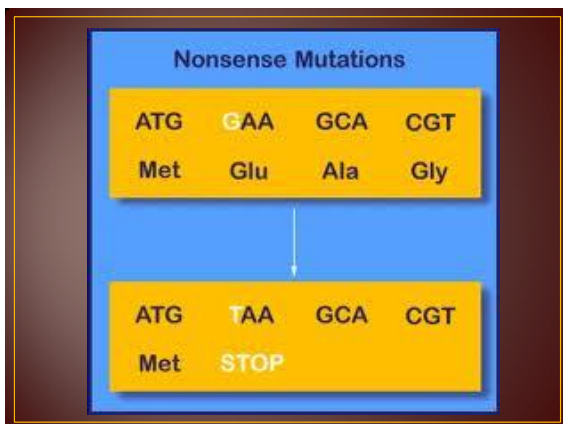 Nonsense Mutations
ATG GAA GCA CGT
Met Glu Ala Gly
ATG TAA GCA CGT
Met STOP